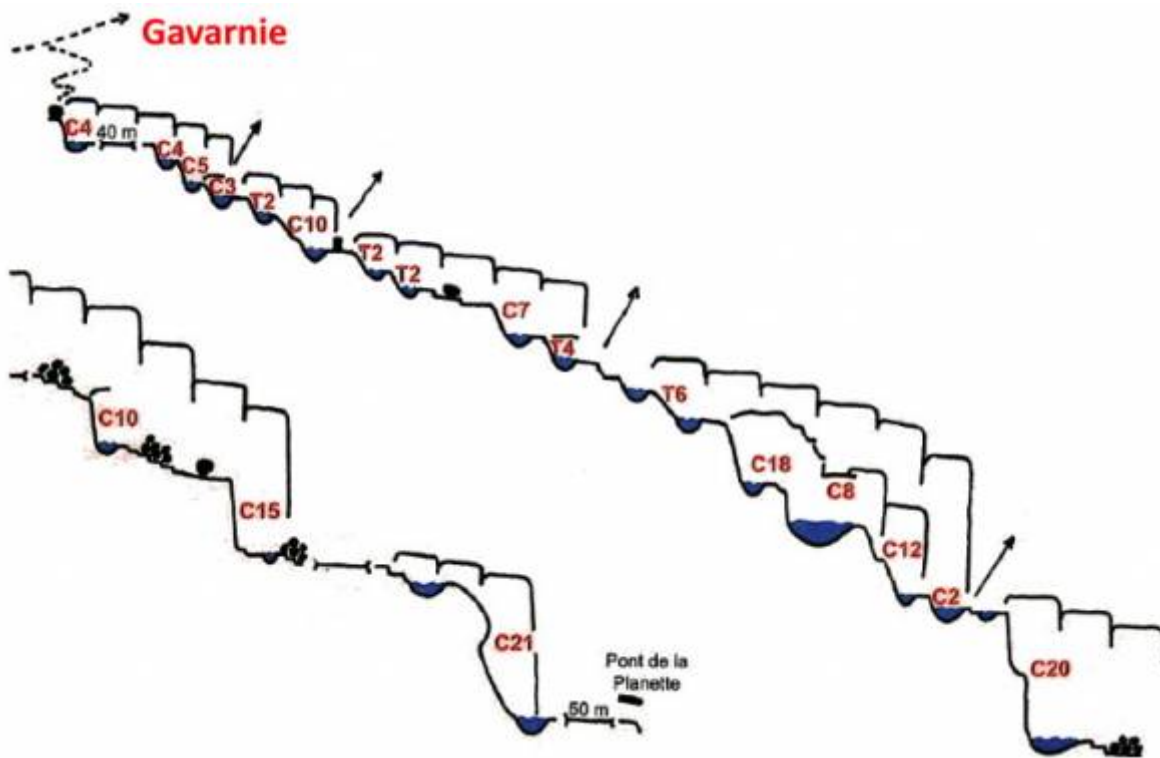 Gavarnie
C4
40 m
C4
C5
C3
T2
C10
T2
T2
C7
T4
T6
C18
C8
C12
C2
C20
C10
C15
C21
50 m
Pont de la
Planette